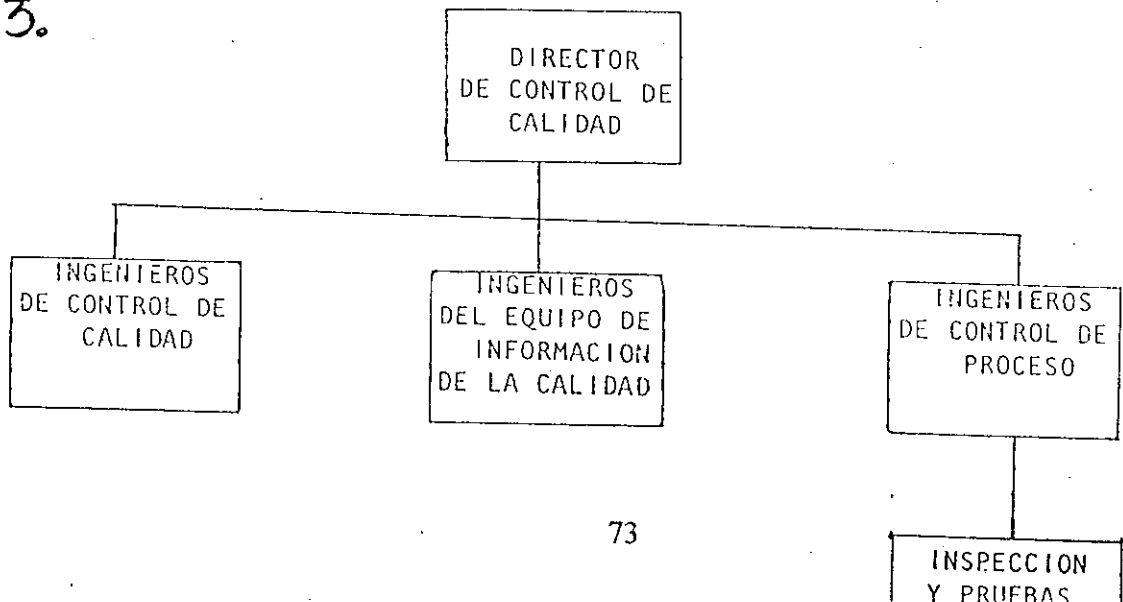 3.
DIRECTOR
DE CONTROL DE
CALIDAD
INGENIEROS
DE CONTROL DE
CALIDAD
INGENIEROS
DEL EQUIPO DE
INFORMACION
DE LA CALIDAD
INGENIEROS
DE CONTROL DE
PROCESO
73
INSPECCION
Y PRUEBAS